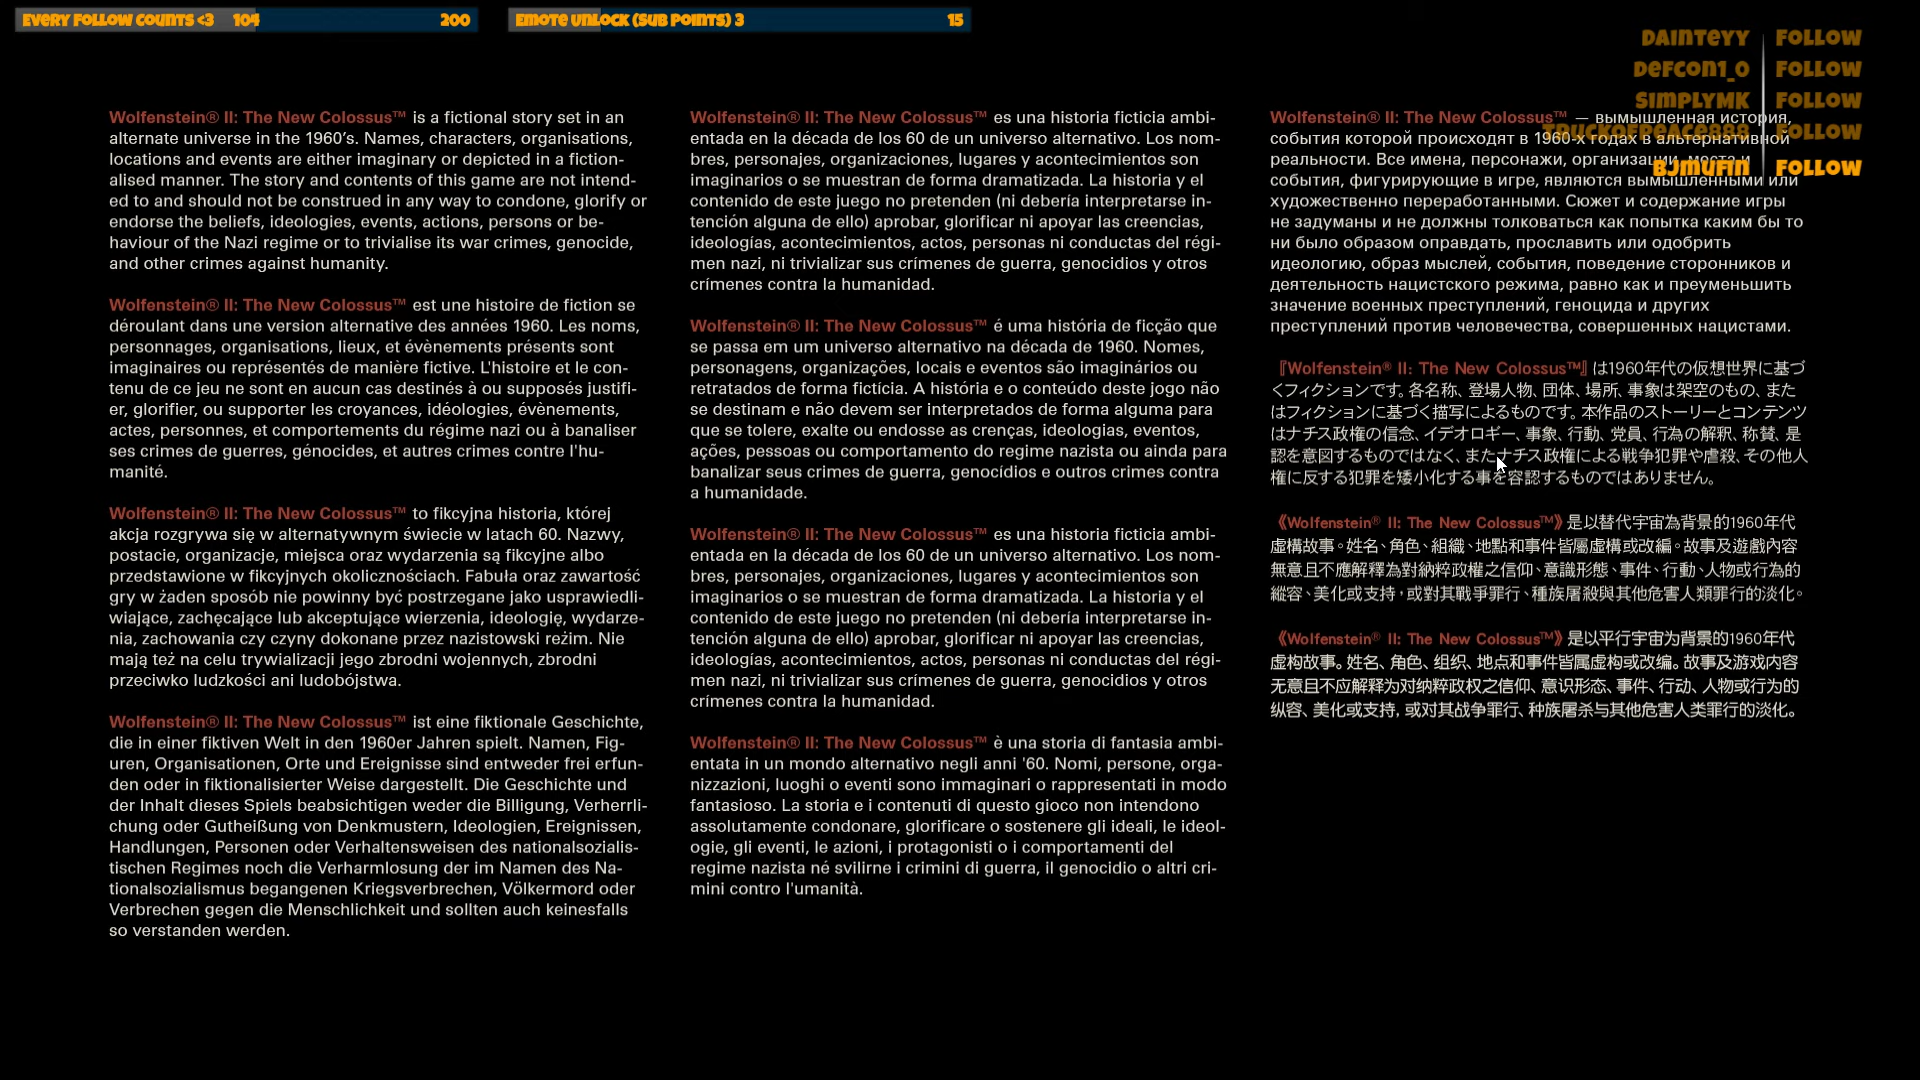 EVERY FOLLOW COUNTS <3 104 200
EMOTE UNLOCK (SUB POINTS) 3 15
DAINTEYY FOLLOW
DEFCON1_0 FOLLOW
SIMPLYMK FOLLOW
TRUCKOFPEACE888 FOLLOW
BJMUFIN FOLLOW
Wolfenstein® II: The New Colossus™ is a fictional story set in an
alternate universe in the 1960's. Names, characters, organisations,
locations and events are either imaginary or depicted in a fiction-
alised manner. The story and contents of this game are not intend-
ed to and should not be construed in any way to condone, glorify or
endorse the beliefs, ideologies, events, actions, persons or be-
haviour of the Nazi regime or to trivialise its war crimes, genocide,
and other crimes against humanity.
Wolfenstein® II: The New Colossus™ est une histoire de fiction se
déroulant dans une version alternative des années 1960. Les noms,
personnages, organisations, lieux, et évènements présents sont
imaginaires ou représentés de manière fictive. L'histoire et le con-
tenu de ce jeu ne sont en aucun cas destinés à ou supposés justifi-
er, glorifier, ou supporter les croyances, idéologies, évènements,
actes, personnes, et comportements du régime nazi ou à banaliser
ses crimes de guerres, génocides, et autres crimes contre l'hu-
manité.
Wolfenstein® II: The New Colossus™ to fikcyjna historia, której
akcja rozgrywa się w alternatywnym świecie w latach 60. Nazwy,
postacie, organizacje, miejsca oraz wydarzenia są fikcyjne albo
przedstawione w fikcyjnych okolicznościach. Fabuła oraz zawartość
gry w żaden sposób nie powinny być postrzegane jako usprawiedli-
wiające, zachęcające lub akceptujące wierzenia, ideologię, wydarze-
nia, zachowania czy czyny dokonane przez nazistowski reżim. Nie
mają też na celu trywializacji jego zbrodni wojennych, zbrodni
przeciwko ludzkości ani ludobójstwa.
Wolfenstein® II: The New Colossus™ ist eine fiktionale Geschichte,
die in einer fiktiven Welt in den 1960er Jahren spielt. Namen, Fig-
uren, Organisationen, Orte und Ereignisse sind entweder frei erfun-
den oder in fiktionalisierter Weise dargestellt. Die Geschichte und
der Inhalt dieses Spiels beabsichtigen weder die Billigung, Verherrli-
chung oder Gutheißung von Denkmustern, Ideologien, Ereignissen,
Handlungen, Personen oder Verhaltensweisen des nationalsozialis-
tischen Regimes noch die Verharmlosung der im Namen des Na-
tionalsozialismus begangenen Kriegsverbrechen, Völkermord oder
Verbrechen gegen die Menschlichkeit und sollten auch keinesfalls
so verstanden werden.
Wolfenstein® II: The New Colossus™ es una historia ficticia ambi-
entada en la década de los 60 de un universo alternativo. Los nom-
bres, personajes, organizaciones, lugares y acontecimientos son
imaginarios o se muestran de forma dramatizada. La historia y el
contenido de este juego no pretenden (ni debería interpretarse in-
tención alguna de ello) aprobar, glorificar ni apoyar las creencias,
ideologías, acontecimientos, actos, personas ni conductas del régi-
men nazi, ni trivializar sus crímenes de guerra, genocidios y otros
crímenes contra la humanidad.
Wolfenstein® II: The New Colossus™ é uma história de ficção que
se passa em um universo alternativo na década de 1960. Nomes,
personagens, organizações, locais e eventos são imaginários ou
retratados de forma fictícia. A história e o conteúdo deste jogo não
se destinam e não devem ser interpretados de forma alguma para
que se tolere, exalte ou endosse as crenças, ideologias, eventos,
ações, pessoas ou comportamento do regime nazista ou ainda para
banalizar seus crimes de guerra, genocídios e outros crimes contra
a humanidade.
Wolfenstein® II: The New Colossus™ es una historia ficticia ambi-
entada en la década de los 60 de un universo alternativo. Los nom-
bres, personajes, organizaciones, lugares y acontecimientos son
imaginarios o se muestran de forma dramatizada. La historia y el
contenido de este juego no pretenden (ni debería interpretarse in-
tención alguna de ello) aprobar, glorificar ni apoyar las creencias,
ideologías, acontecimientos, actos, personas ni conductas del régi-
men nazi, ni trivializar sus crímenes de guerra, genocidios y otros
crímenes contra la humanidad.
Wolfenstein® II: The New Colossus™ è una storia di fantasia ambi-
entata in un mondo alternativo negli anni '60. Nomi, persone, orga-
nizzazioni, luoghi o eventi sono immaginari o rappresentati in modo
fantasioso. La storia e i contenuti di questo gioco non intendono
assolutamente condonare, glorificare o sostenere gli ideali, le ideol-
ogie, gli eventi, le azioni, i protagonisti o i comportamenti del
regime nazista né svilirne i crimini di guerra, il genocidio o altri cri-
mini contro l'umanità.
Wolfenstein® II: The New Colossus™ — вымышленная история,
события которой происходят в 1960-х годах в альтернативной
реальности. Все имена, персонажи, организации, места и
события, фигурирующие в игре, являются вымышленными или
художественно переработанными. Сюжет и содержание игры
не задуманы и не должны толковаться как попытка каким бы то
ни было образом оправдать, прославить или одобрить
идеологию, образ мыслей, события, поведение сторонников и
деятельность нацистского режима, равно как и преуменьшить
значение военных преступлений, геноцида и других
преступлений против человечества, совершенных нацистами.
『Wolfenstein® II: The New Colossus™』は1960年代の仮想世界に基づ
くフィクションです。各名称、登場人物、団体、場所、事象は架空のもの、また
はフィクションに基づく描写によるものです。本作品のストーリーとコンテンツ
はナチス政権の信念、イデオロギー、事象、行動、党員、行為の解釈、称賛、是
認を意図するものではなく、またナチス政権による戦争犯罪や虐殺、その他人
権に反する犯罪を矮小化する事を容認するものではありません。
《Wolfenstein® II: The New Colossus™》是以替代宇宙為背景的1960年代
虛構故事。姓名、角色、組織、地點和事件皆屬虛構或改編。故事及遊戲內容
無意且不應解釋為對納粹政權之信仰、意識形態、事件、行動、人物或行為的
縱容、美化或支持，或對其戰爭罪行、種族屠殺與其他危害人類罪行的淡化。
《Wolfenstein® II: The New Colossus™》是以平行宇宙为背景的1960年代
虚构故事。姓名、角色、组织、地点和事件皆属虚构或改编。故事及游戏内容
无意且不应解释为对纳粹政权之信仰、意识形态、事件、行动、人物或行为的
纵容、美化或支持, 或对其战争罪行、种族屠杀与其他危害人类罪行的淡化。